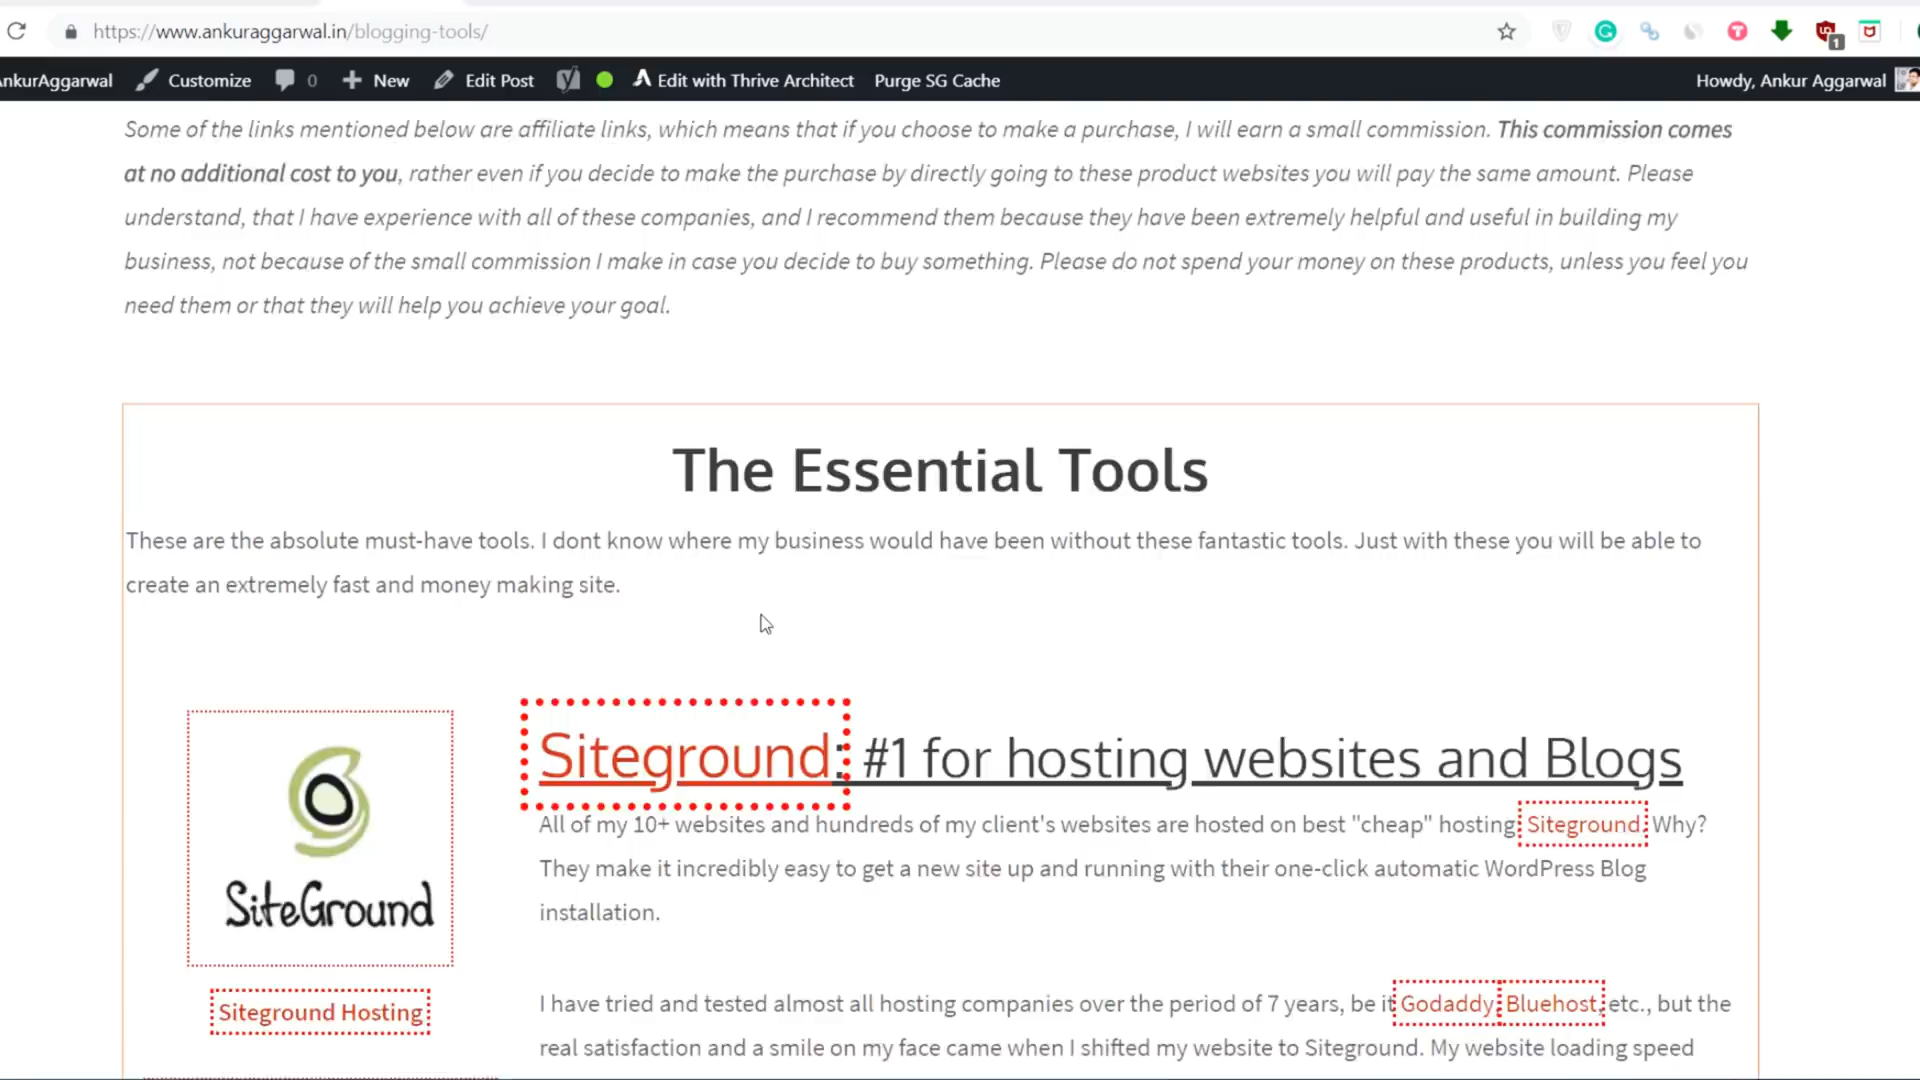 https://www.ankuraggarwal.in/blogging-tools/
1
AnkurAggarwal Customize 0 New Edit Post Edit with Thrive Architect Purge SG Cache Howdy, Ankur Aggarwal
Some of the links mentioned below are affiliate links, which means that if you choose to make a purchase, I will earn a small commission. This commission comes
at no additional cost to you, rather even if you decide to make the purchase by directly going to these product websites you will pay the same amount. Please
understand, that I have experience with all of these companies, and I recommend them because they have been extremely helpful and useful in building my
business, not because of the small commission I make in case you decide to buy something. Please do not spend your money on these products, unless you feel you
need them or that they will help you achieve your goal.
The Essential Tools
These are the absolute must-have tools. I dont know where my business would have been without these fantastic tools. Just with these you will be able to
create an extremely fast and money making site.
SiteGround
Siteground Hosting
Siteground: #1 for hosting websites and Blogs
All of my 10+ websites and hundreds of my client's websites are hosted on best "cheap" hosting Siteground. Why?
They make it incredibly easy to get a new site up and running with their one-click automatic WordPress Blog
installation.
I have tried and tested almost all hosting companies over the period of 7 years, be it Godaddy, Bluehost, etc., but the
real satisfaction and a smile on my face came when I shifted my website to Siteground. My website loading speed